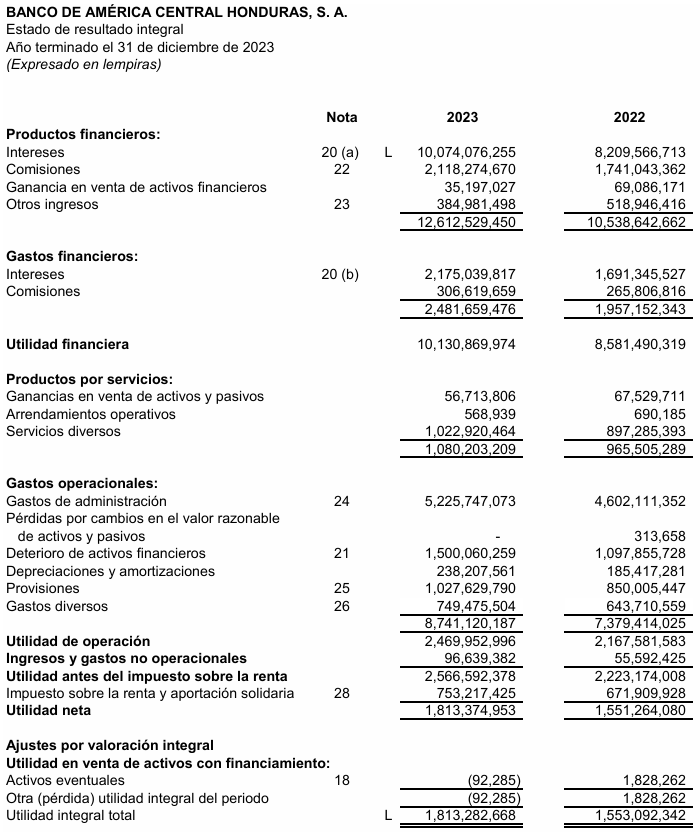 BANCO DE AMÉRICA CENTRAL HONDURAS, S. A.
Estado de resultado integral
Año terminado el 31 de diciembre de 2023
(Expresado en lempiras)
Nota 2023 2022
Productos financieros:
Intereses 20 (a) L 10,074,076,255 8,209,566,713
Comisiones 22 2,118,274,670 1,741,043,362
Ganancia en venta de activos financieros 35,197,027 69,086,171
Otros ingresos 23 384,981,498 518,946,416
12,612,529,450 10,538,642,662
Gastos financieros:
Intereses 20 (b) 2,175,039,817 1,691,345,527
Comisiones 306,619,659 265,806,816
2,481,659,476 1,957,152,343
Utilidad financiera 10,130,869,974 8,581,490,319
Productos por servicios:
Ganancias en venta de activos y pasivos 56,713,806 67,529,711
Arrendamientos operativos 568,939 690,185
Servicios diversos 1,022,920,464 897,285,393
1,080,203,209 965,505,289
Gastos operacionales:
Gastos de administración 24 5,225,747,073 4,602,111,352
Pérdidas por cambios en el valor razonable
de activos y pasivos - 313,658
Deterioro de activos financieros 21 1,500,060,259 1,097,855,728
Depreciaciones y amortizaciones 238,207,561 185,417,281
Provisiones 25 1,027,629,790 850,005,447
Gastos diversos 26 749,475,504 643,710,559
8,741,120,187 7,379,414,025
Utilidad de operación 2,469,952,996 2,167,581,583
Ingresos y gastos no operacionales 96,639,382 55,592,425
Utilidad antes del impuesto sobre la renta 2,566,592,378 2,223,174,008
Impuesto sobre la renta y aportación solidaria 28 753,217,425 671,909,928
Utilidad neta 1,813,374,953 1,551,264,080
Ajustes por valoración integral
Utilidad en venta de activos con financiamiento:
Activos eventuales 18 (92,285) 1,828,262
Otra (pérdida) utilidad integral del periodo (92,285) 1,828,262
Utilidad integral total L 1,813,282,668 1,553,092,342